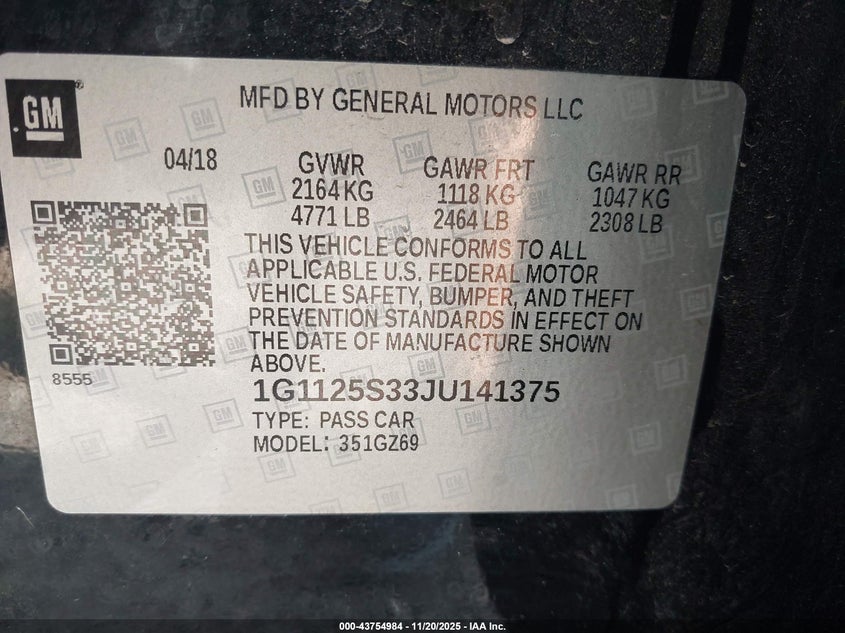 GM
MFD BY GENERAL MOTORS LLC
04/18
GVWR
2164 KG
4771 LB
GAWR FRT
1118 KG
2464 LB
GAWR RR
1047 KG
2308 LB
THIS VEHICLE CONFORMS TO ALL
APPLICABLE U.S. FEDERAL MOTOR
VEHICLE SAFETY, BUMPER, AND THEFT
PREVENTION STANDARDS IN EFFECT ON
THE DATE OF MANUFACTURE SHOWN
ABOVE.
8555
1G1125S33JU141375
TYPE: PASS CAR
MODEL: 351GZ69
000-43754984 - 11/20/2025 - IAA Inc.